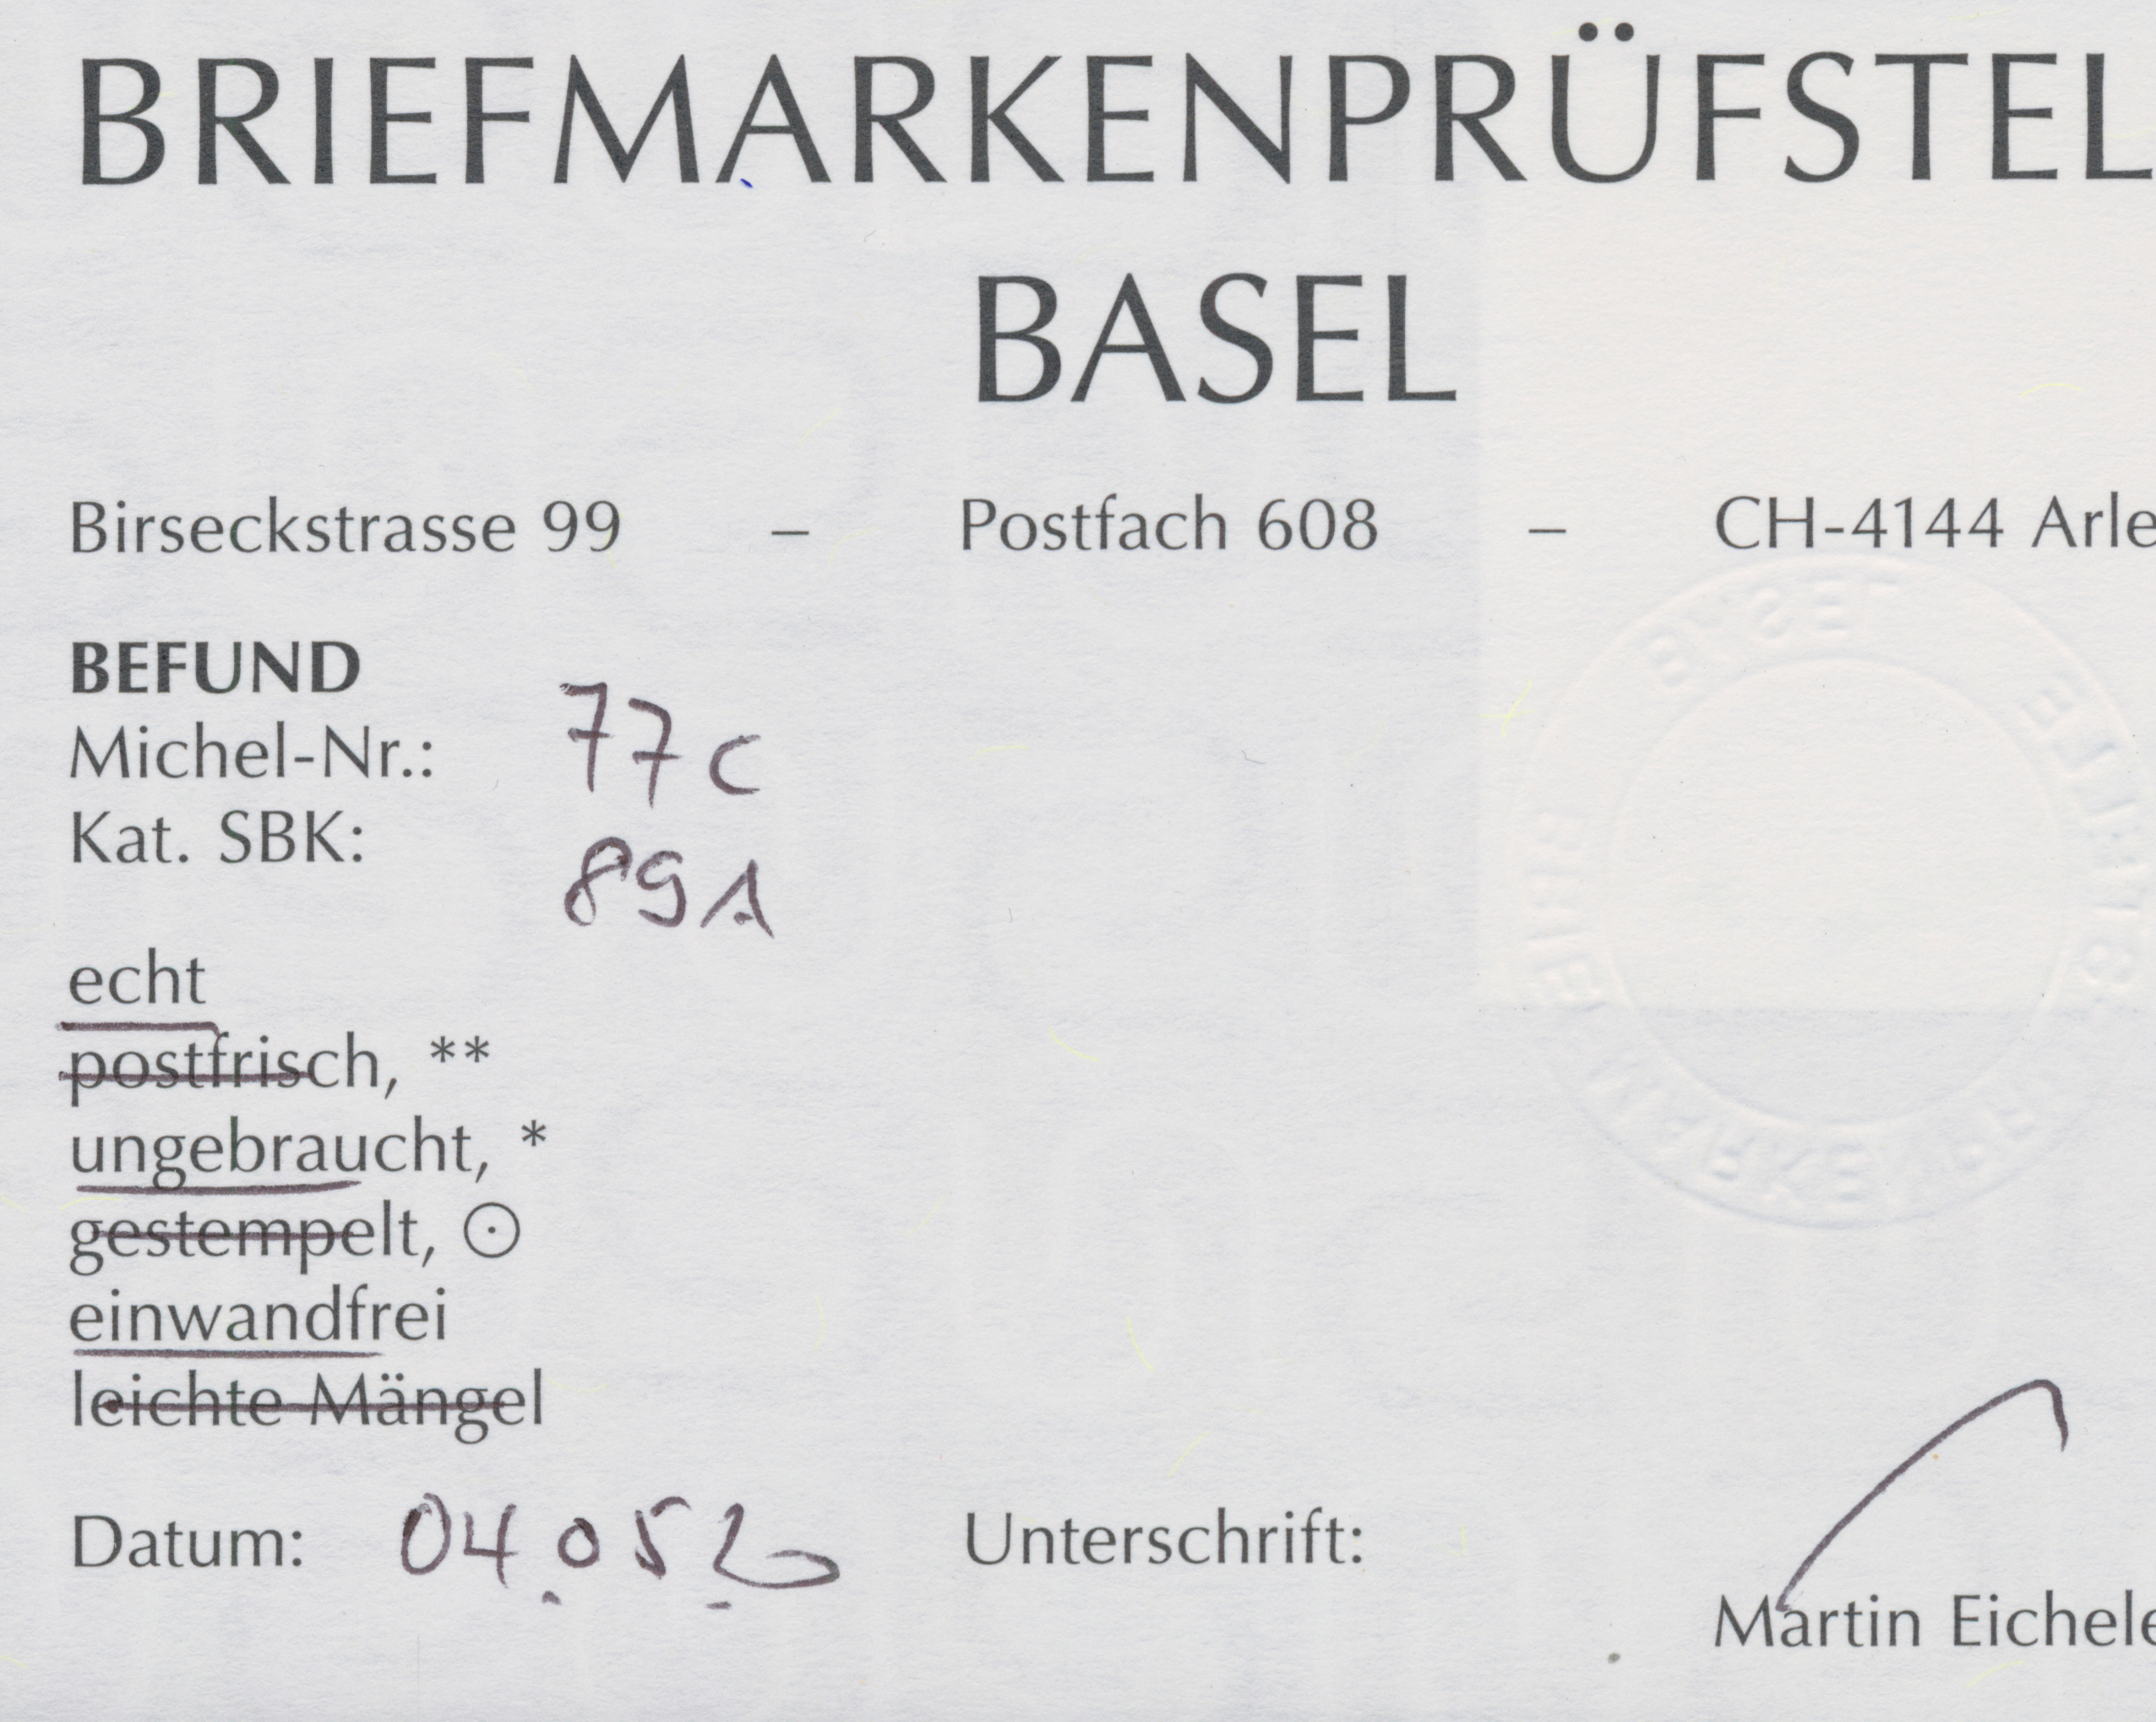 BRIEFMARKENPRÜFSTEL
BASEL
Birseckstrasse 99 – Postfach 608 – CH-4144 Arle
BEFUND
Michel-Nr.: 77c
Kat. SBK: 89A
echt
postfrisch, **
ungebraucht, *
gestempelt, ⊙
einwandfrei
leichte Mängel
Datum: 04.05. Unterschrift:
Martin Eichele